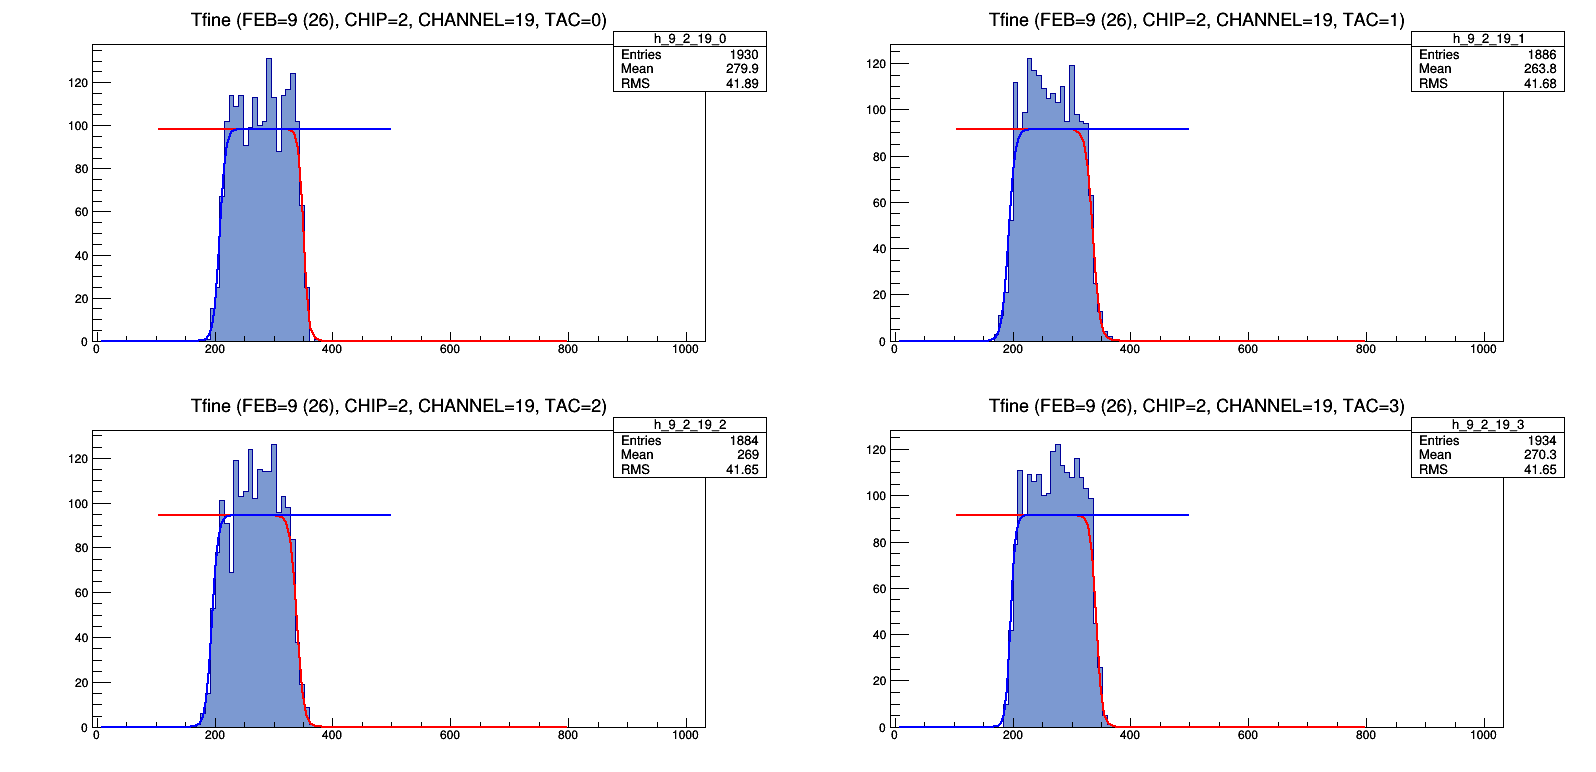 Tfine (FEB=9 (26), CHIP=2, CHANNEL=19, TAC=0)
h_9_2_19_0
Entries 1930
Mean 279.9
RMS 41.89
120
100
80
60
40
20
0
0 200 400 600 800 1000
Tfine (FEB=9 (26), CHIP=2, CHANNEL=19, TAC=1)
h_9_2_19_1
Entries 1886
Mean 263.8
RMS 41.68
120
100
80
60
40
20
0
0 200 400 600 800 1000
Tfine (FEB=9 (26), CHIP=2, CHANNEL=19, TAC=2)
h_9_2_19_2
Entries 1884
Mean 269
RMS 41.65
120
100
80
60
40
20
0
0 200 400 600 800 1000
Tfine (FEB=9 (26), CHIP=2, CHANNEL=19, TAC=3)
h_9_2_19_3
Entries 1934
Mean 270.3
RMS 41.65
120
100
80
60
40
20
0
0 200 400 600 800 1000